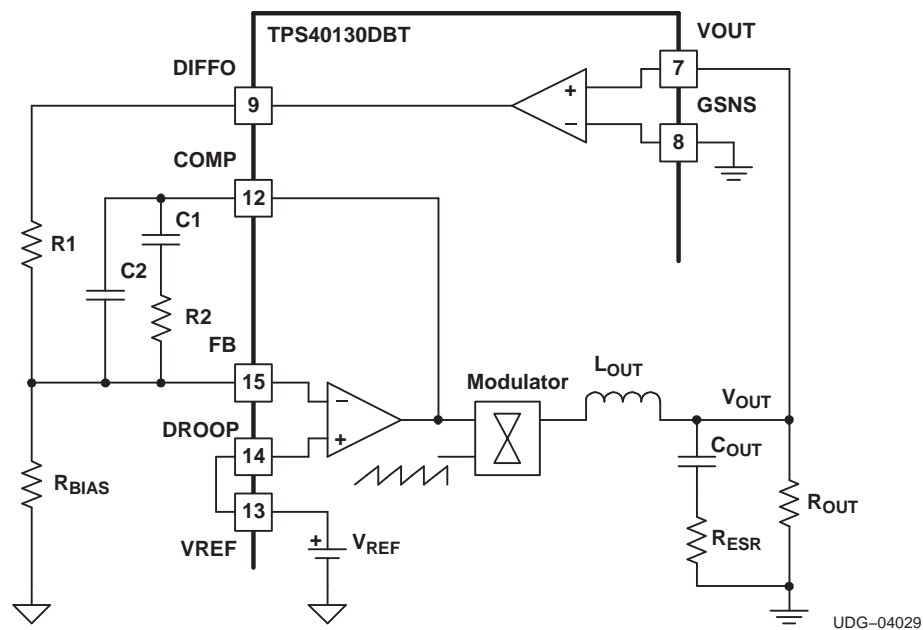 TPS40130DBT
VOUT
DIFFO
7
+
GSNS
9
−
8
COMP
12
C1
R1
C2
R2
FB
LOUT
15
Modulator
VOUT
−
DROOP
+
COUT
14
RBIAS
ROUT
13
RESR
VREF
+
VREF
UDG–04029